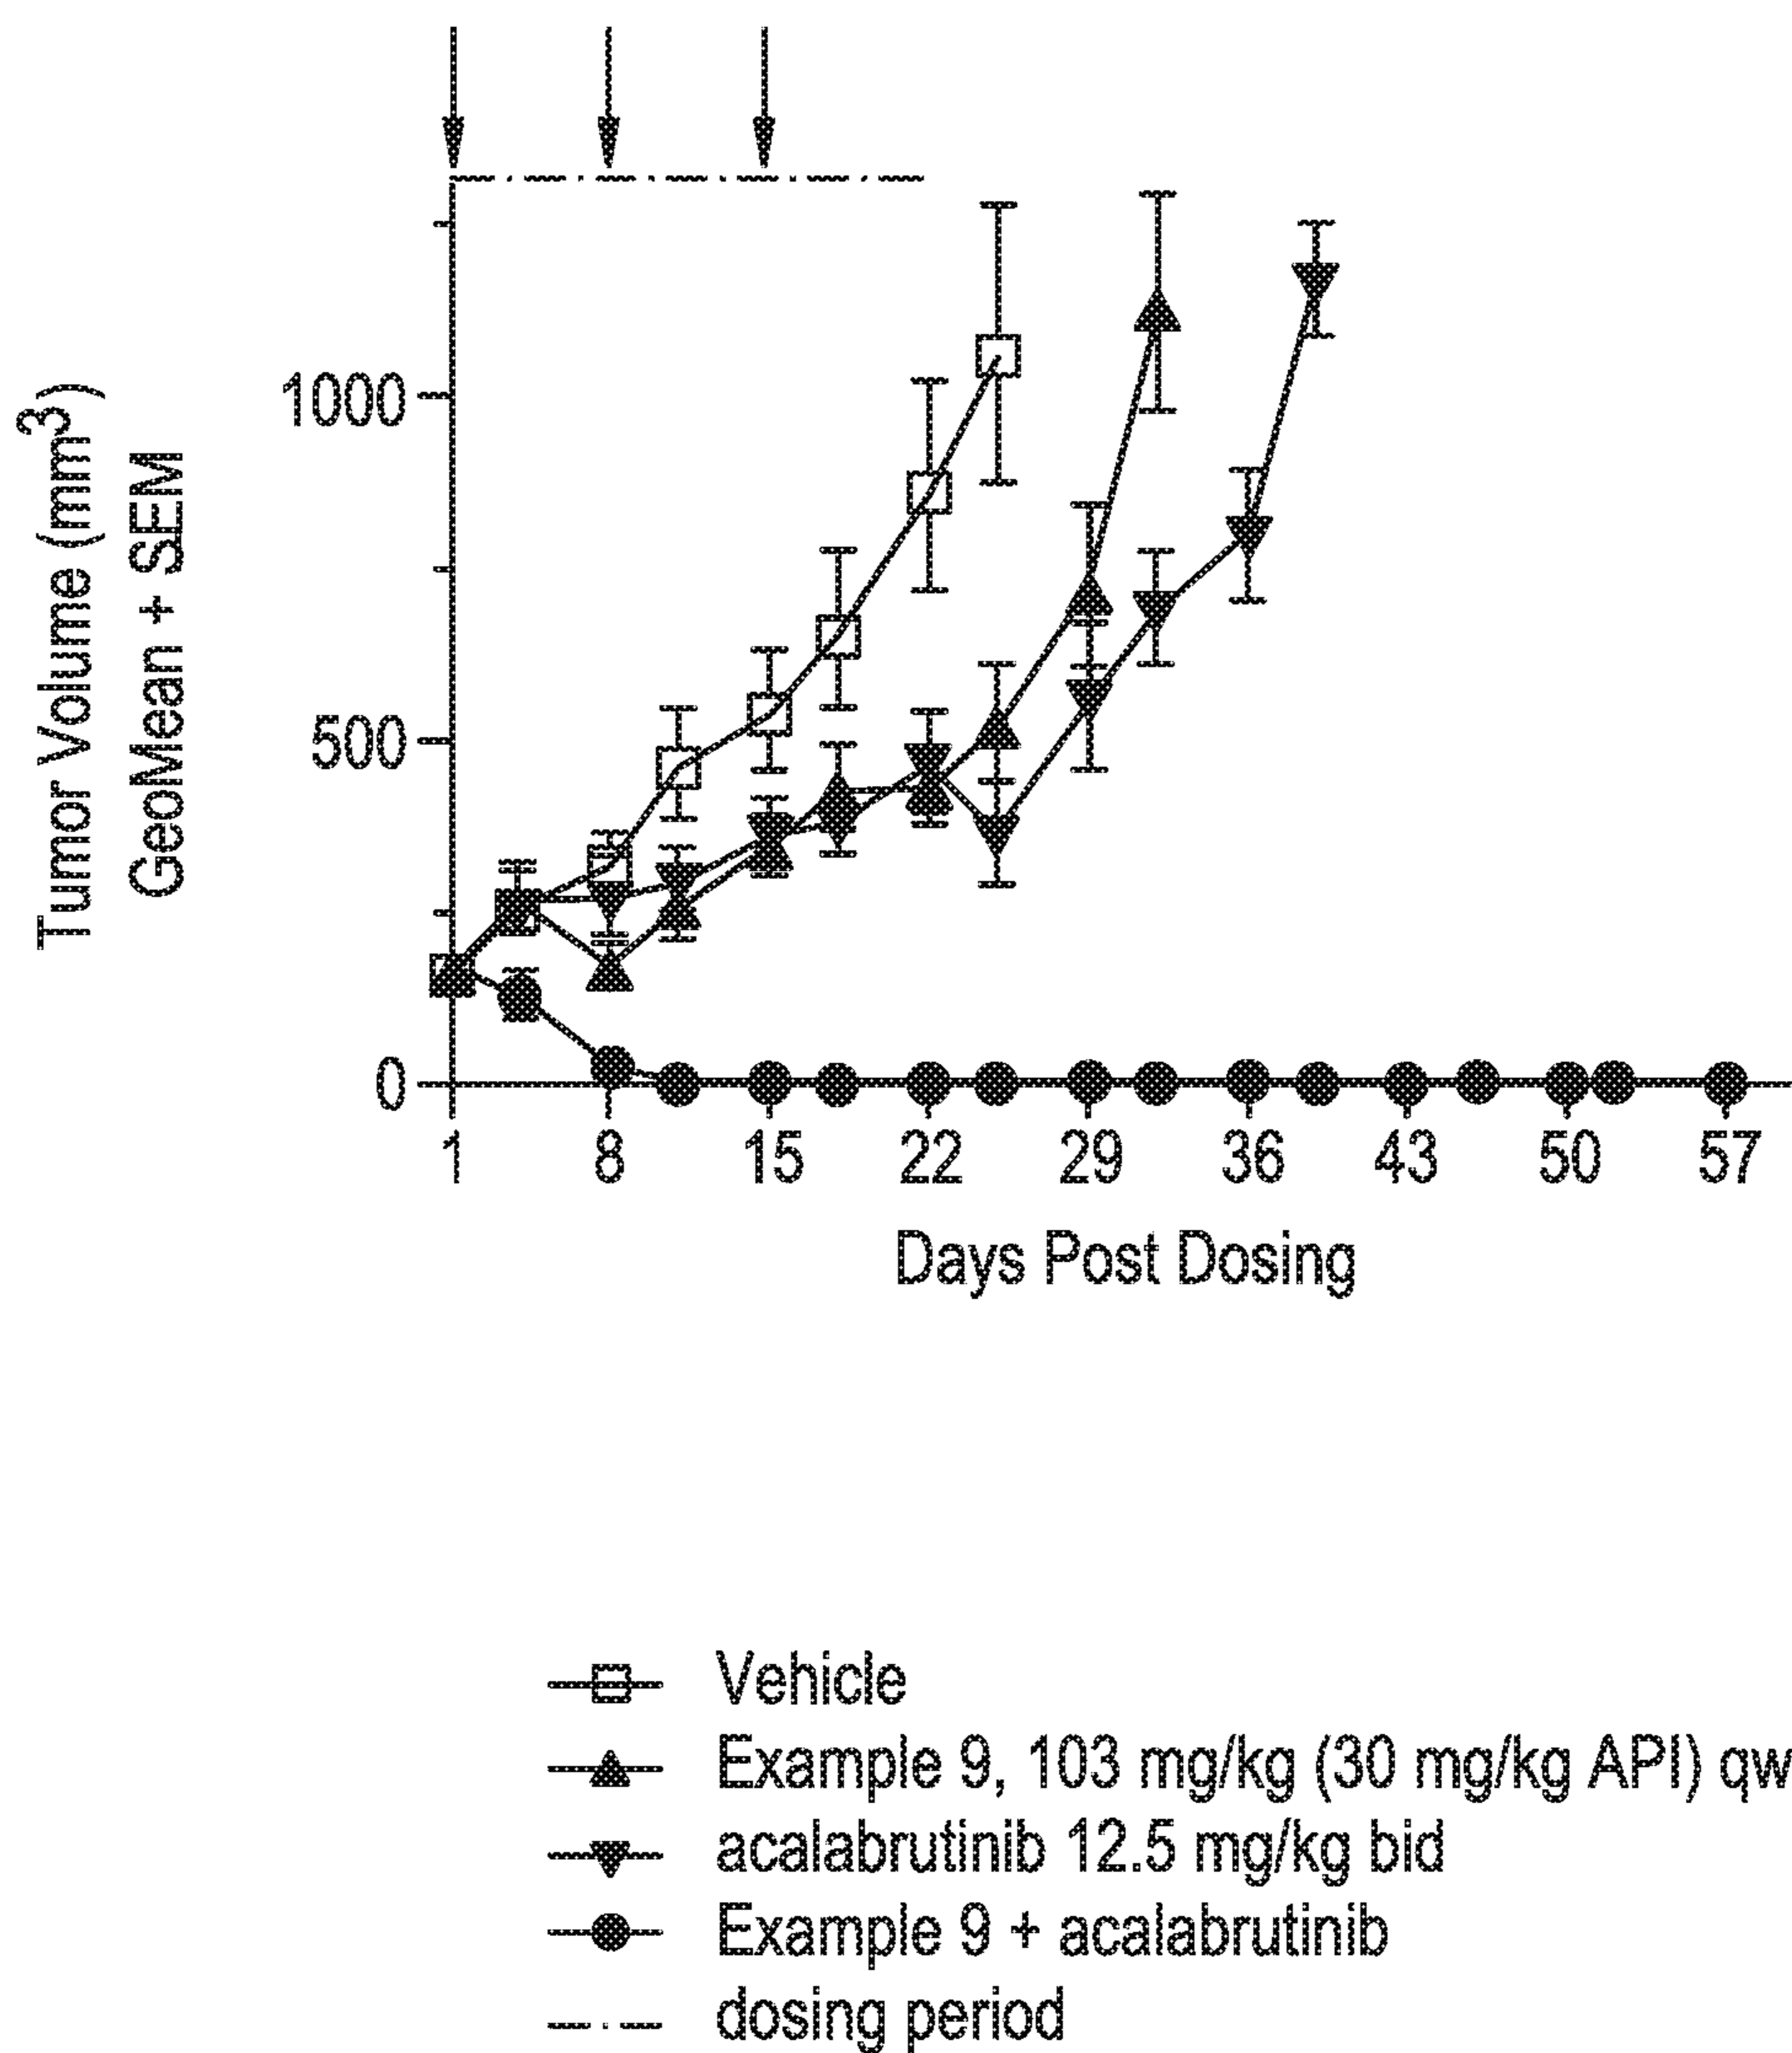 Tumor Volume (mm³)
GeoMean + SEM
1000
500
0
1 8 15 22 29 36 43 50 57
Days Post Dosing
Vehicle
Example 9, 103 mg/kg (30 mg/kg API) qw
acalabrutinib 12.5 mg/kg bid
Example 9 + acalabrutinib
dosing period